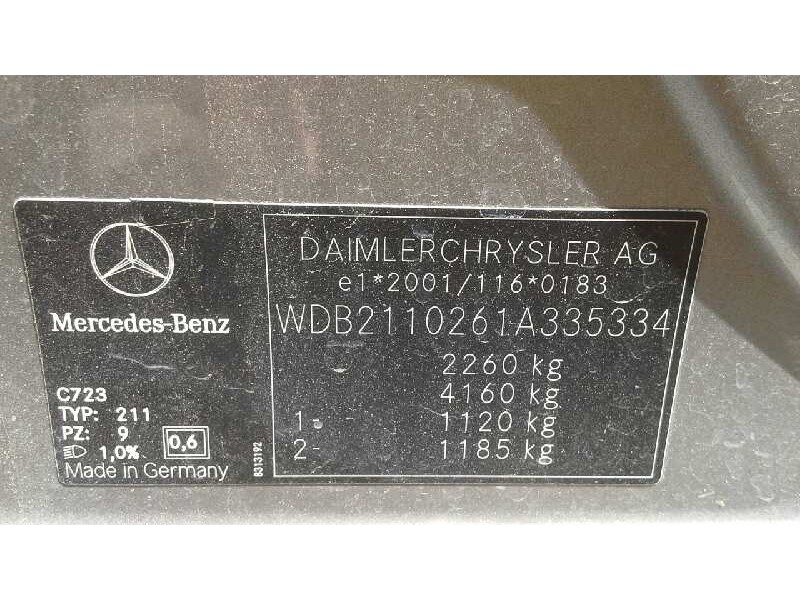 Mercedes-Benz
C723
TYP: 211
PZ: 9
1,0%
0,6
Made in Germany
8313192
DAIMLERCHRYSLER AG
e1*2001/116*0183
WDB2110261A335334
2260 kg
4160 kg
1- 1120 kg
2- 1185 kg